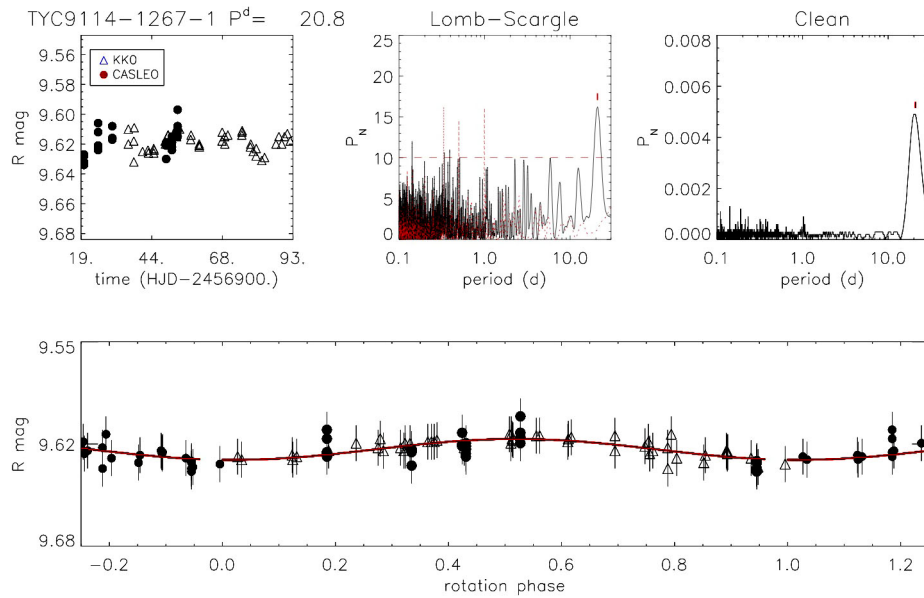 TYC9114-1267-1 P^d= 20.8
Lomb-Scargle
Clean
R mag
9.56
9.58
9.60
9.62
9.64
9.66
9.68
KKO
CASLEO
19. 44. 68. 93.
time (HJD-2456900.)
P_N
25
20
15
10
5
0
0.1 1.0 10.0
period (d)
P_N
0.008
0.006
0.004
0.002
0.000
0.1 1.0 10.0
period (d)
R mag
9.55
9.62
9.68
-0.2 0.0 0.2 0.4 0.6 0.8 1.0 1.2
rotation phase